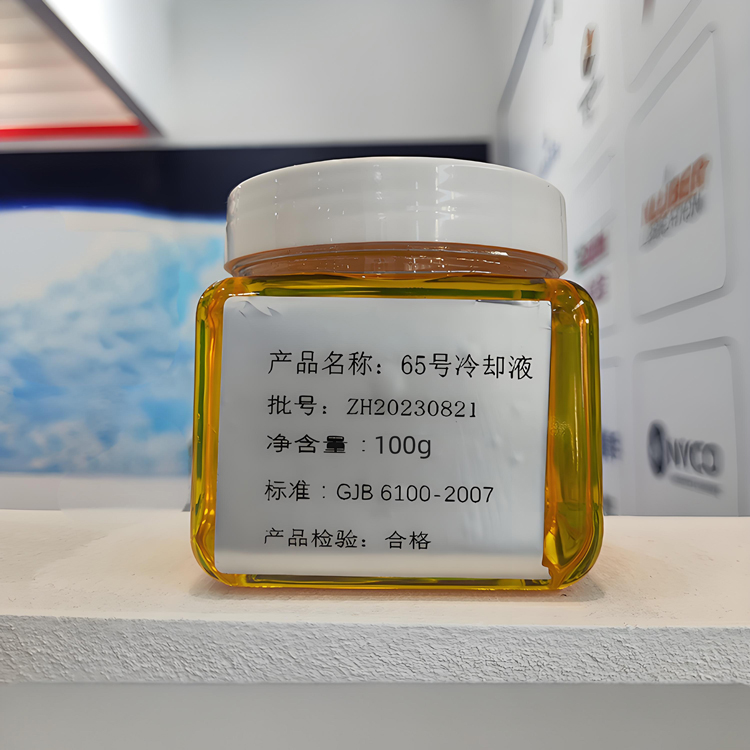 产品名称：65号冷却液
批号：ZH20230821
净含量：100g
标准：GJB 6100-2007
产品检验：合格
NYCO